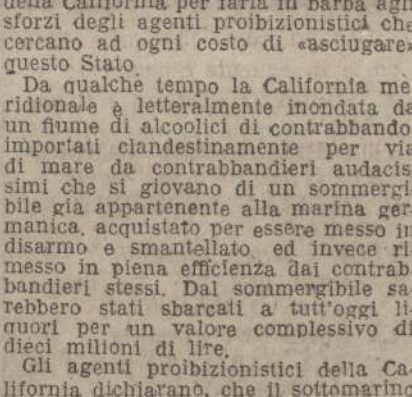 della California per farla in barba agli
sforzi degli agenti proibizionistici che
cercano ad ogni costo di «asciugare»
questo Stato.
Da qualche tempo la California me
ridionale è letteralmente inondata da
un fiume di alcoolici di contrabbando,
importati clandestinamente per via
di mare da contrabbandieri audacis
simi che si giovano di un sommergi
bile già appartenente alla marina ger
manica, acquistato per essere messo in
disarmo e smantellato ed invece ri
messo in piena efficienza dai contrab
bandieri stessi. Dal sommergibile sa
rebbero stati sbarcati a tutt'oggi li
quori per un valore complessivo di
dieci milioni di lire.
Gli agenti proibizionistici della Ca
lifornia dichiarano, che il sottomarino